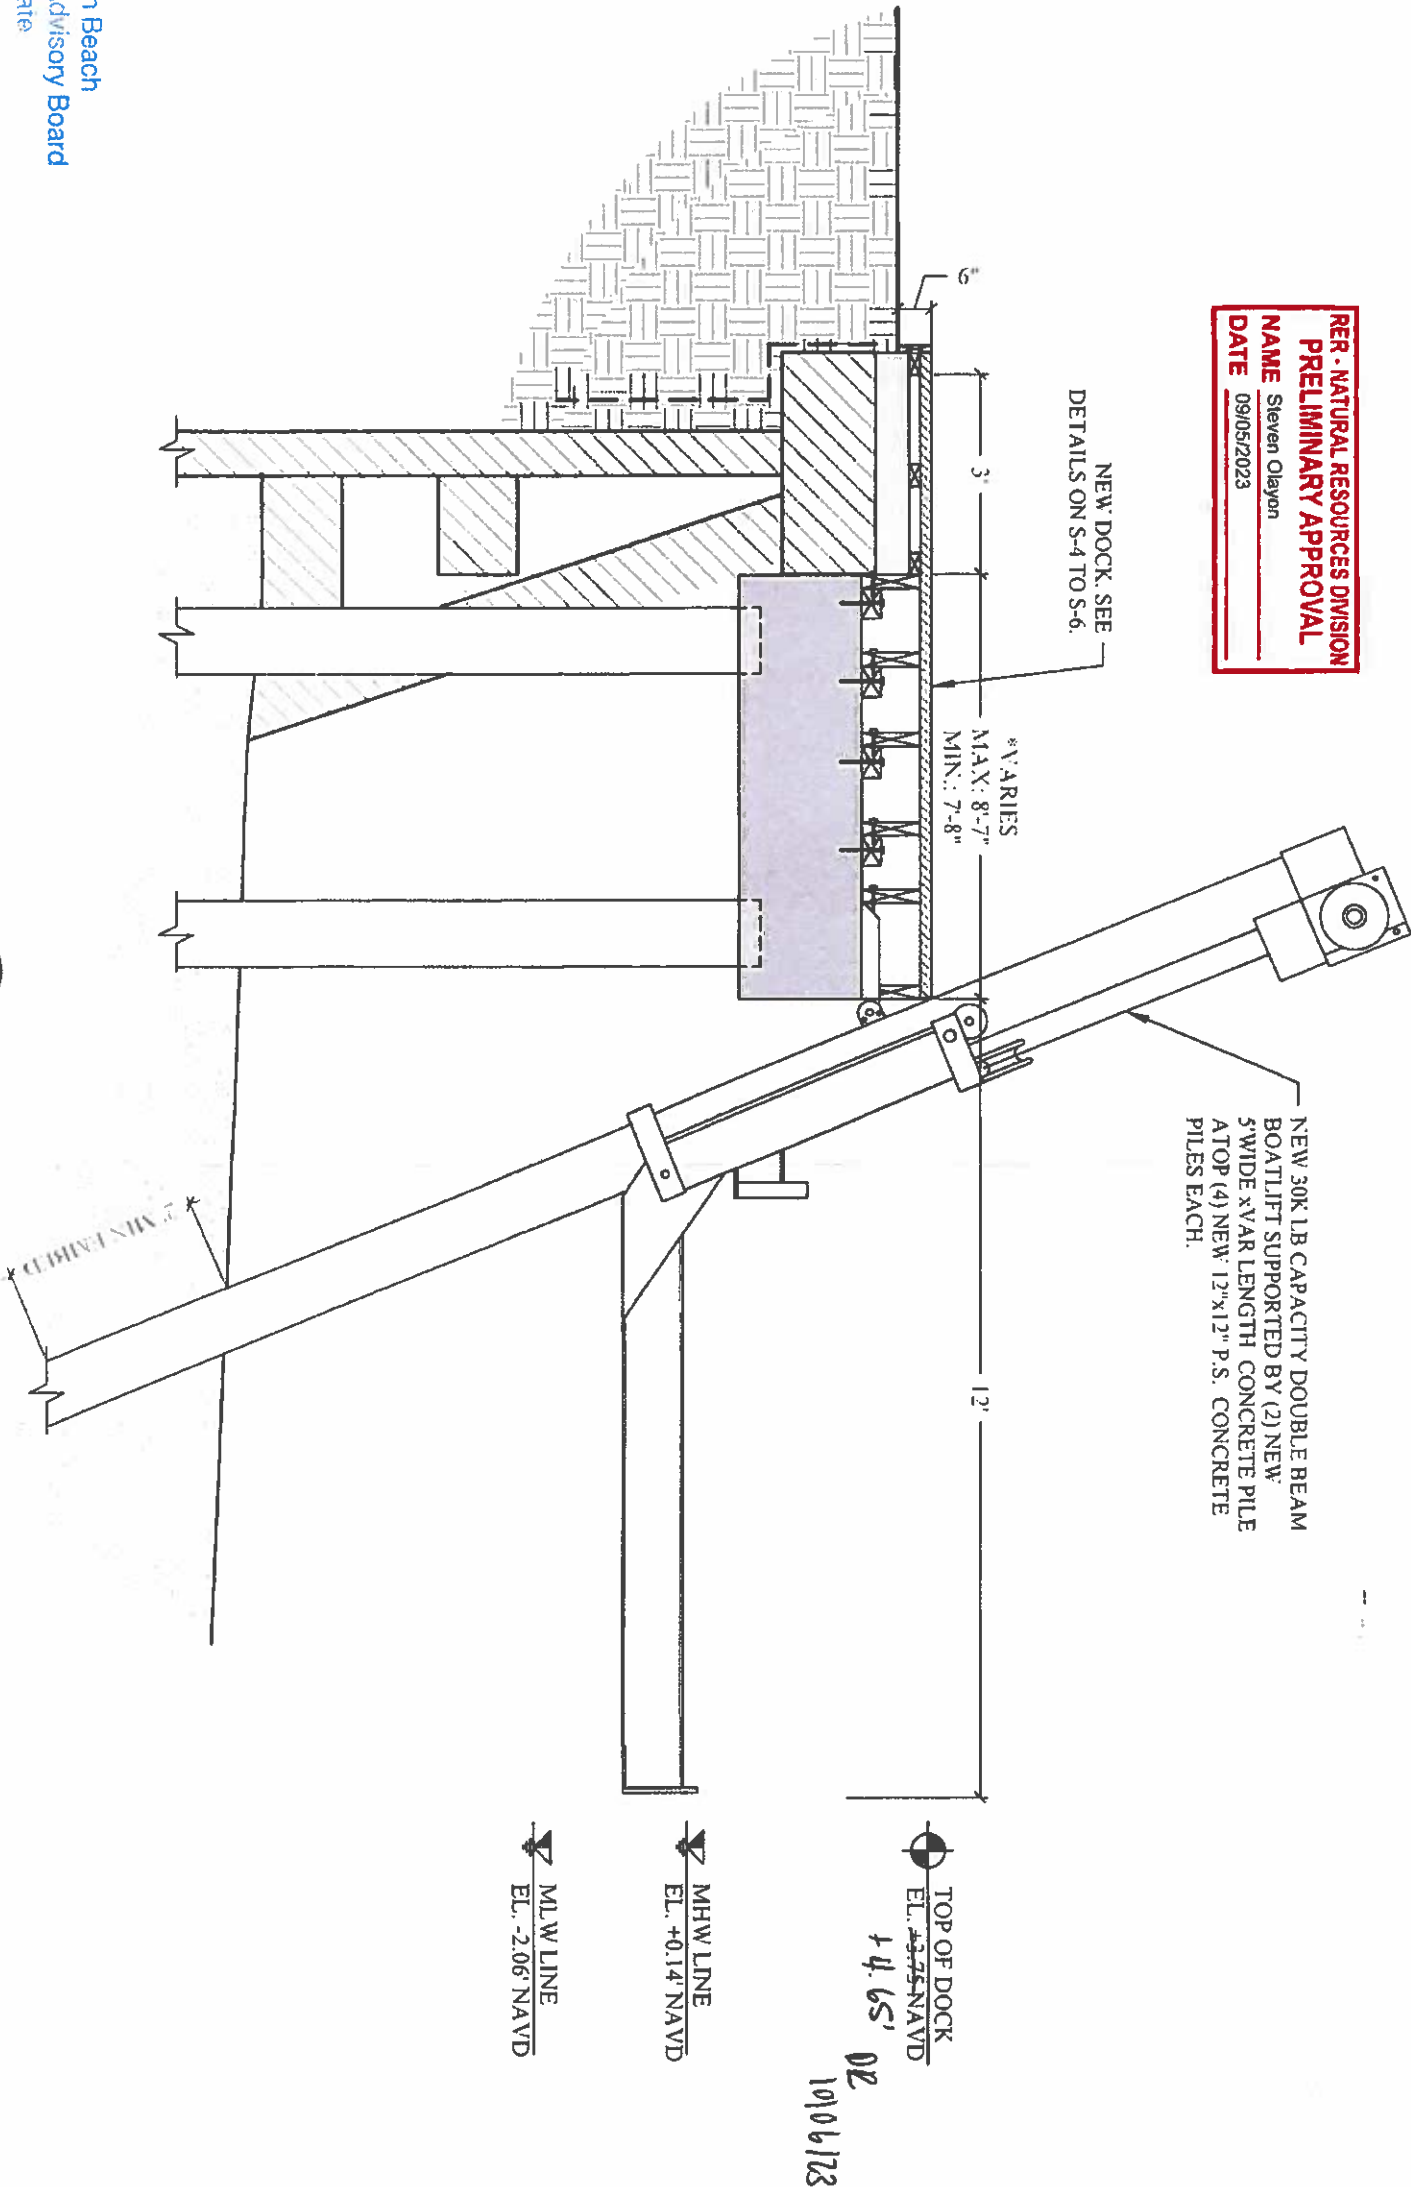 RER - NATURAL RESOURCES DIVISION
PRELIMINARY APPROVAL
NAME Steven Olayon
DATE 09/05/2023
n Beach
dvisory Board
ate
6"
3'
NEW DOCK. SEE
DETAILS ON S-4 TO S-6.
*VARIES
MAX: 8'-7"
MIN.: 7'-8"
NEW 30K LB CAPACITY DOUBLE BEAM
BOATLIFT SUPPORTED BY (2) NEW
5'WIDE xVAR LENGTH CONCRETE PILE
ATOP (4) NEW 12"x12" P.S. CONCRETE
PILES EACH.
12'
MIN EMBED
TOP OF DOCK
EL. +3.75 NAVD
+4.65' DR
10/06/23
MHW LINE
EL. +0.14' NAVD
MLW LINE
EL. -2.06' NAVD